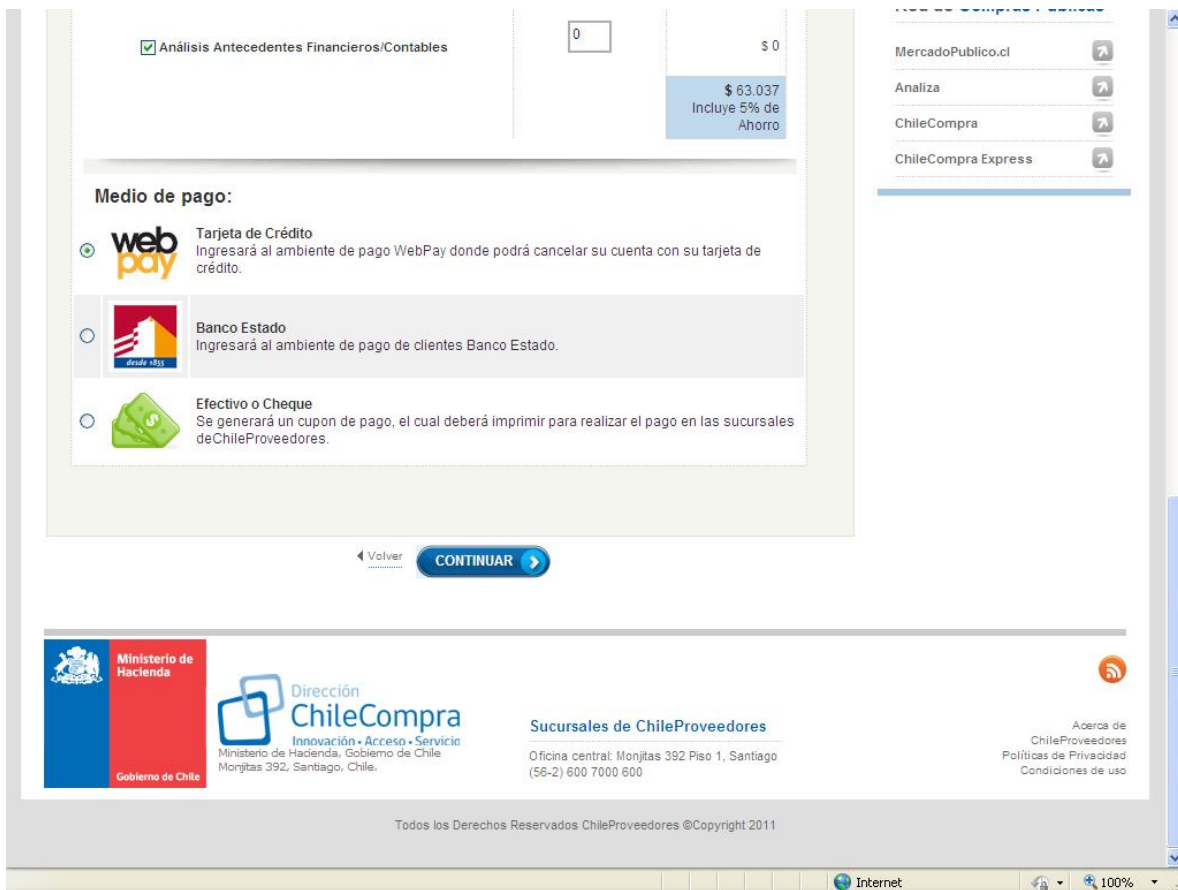 Red de Compras Públicas
Análisis Antecedentes Financieros/Contables
0
$ 0
$ 63.037
Incluye 5% de
Ahorro
MercadoPublico.cl
Analiza
ChileCompra
ChileCompra Express
Medio de pago:
web
pay
Tarjeta de Crédito
Ingresará al ambiente de pago WebPay donde podrá cancelar su cuenta con su tarjeta de
crédito.
desde 1855
Banco Estado
Ingresará al ambiente de pago de clientes Banco Estado.
Efectivo o Cheque
Se generará un cupon de pago, el cual deberá imprimir para realizar el pago en las sucursales
deChileProveedores.
Volver
CONTINUAR
Ministerio de
Hacienda
Gobierno de Chile
Dirección
ChileCompra
Innovación • Acceso • Servicio
Ministerio de Hacienda, Gobierno de Chile
Monjitas 392, Santiago, Chile.
Sucursales de ChileProveedores
Oficina central: Monjitas 392 Piso 1, Santiago
(56-2) 600 7000 600
Acerca de
ChileProveedores
Políticas de Privacidad
Condiciones de uso
Todos los Derechos Reservados ChileProveedores ©Copyright 2011
Internet
100%